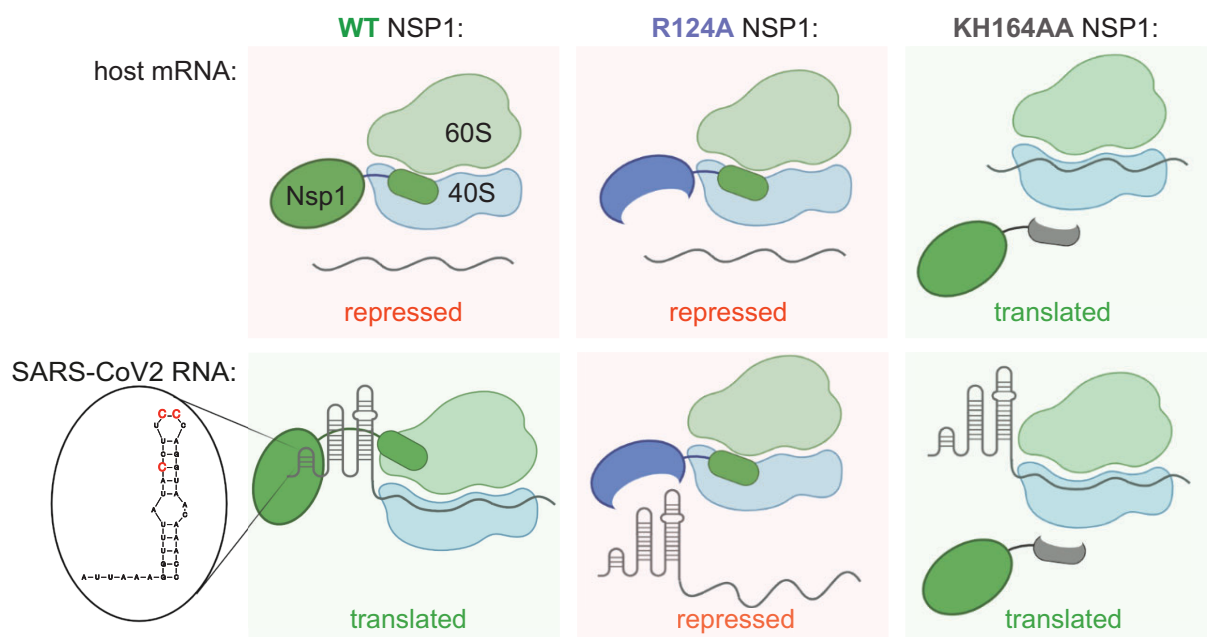 WT NSP1:
R124A NSP1:
KH164AA NSP1:
host mRNA:
60S
Nsp1
40S
repressed
repressed
translated
SARS-CoV2 RNA:
C-C
U C
U A
C-G
C-G
A-U
U-A
A A
C
U-A
U-A
U-A
G-C
A-U-U-A-A-A-G-C
translated
repressed
translated